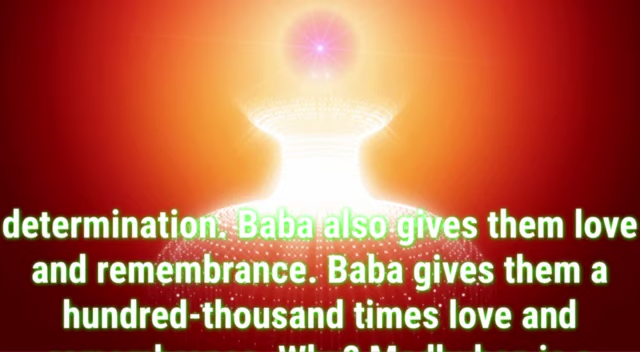 determination. Baba also gives them love
and remembrance. Baba gives them a
hundred-thousand times love and